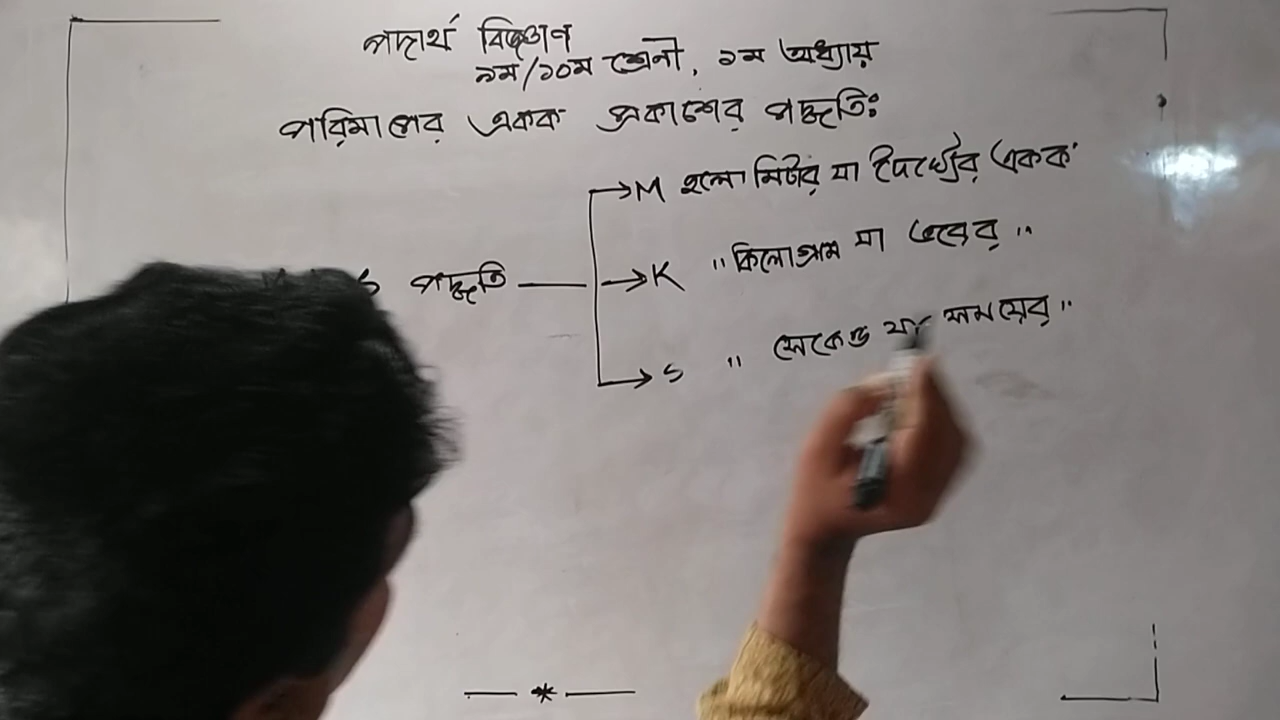 পদার্থ বিজ্ঞান
৯ম/১০ম শ্রেনী, ১ম অধ্যায়
পরিমাপের একক প্রকাশের পদ্ধতিঃ
M হলো মিটার যা দৈর্ঘ্যের একক
S পদ্ধতি
K " কিলোগ্রাম যা ভরের "
S " সেকেন্ড যা সময়ের "